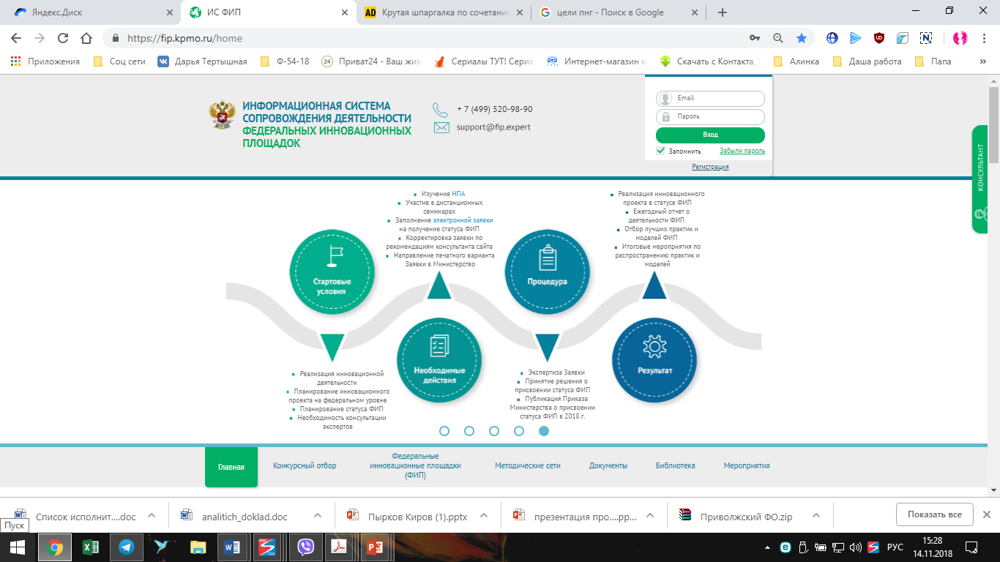 Яндекс.Диск
ИС ФИП
Крутая шпаргалка по сочетани
цели пнг - Поиск в Google
https://fip.kpmo.ru/home
Приложения
Соц сети
Дарья Тертышная
Ф-54-18
Приват24 - Ваш жив
Сериалы ТУТ! Сериа
Интернет-магазин к
Скачать с Контакта,
Алинка
Даша работа
Папа
ИНФОРМАЦИОННАЯ СИСТЕМА
СОПРОВОЖДЕНИЯ ДЕЯТЕЛЬНОСТИ
ФЕДЕРАЛЬНЫХ ИННОВАЦИОННЫХ
ПЛОЩАДОК
+ 7 (499) 520-98-90
support@fip.expert
Email
Пароль
Вход
Запомнить
Забыли пароль
Регистрация
КОНСУЛЬТАНТ
Изучение НПА
Участие в дистанционных
семинарах
Заполнение электронной заявки
на получение статуса ФИП
Корректировка заявки по
рекомендациям консультанта сайта
Направление печатного варианта
Заявки в Министерство
Реализация инновационного
проекта в статусе ФИП
Ежегодный отчет о
деятельности ФИП
Отбор лучших практик и
моделей ФИП
Итоговые мероприятия по
распространению практик и
моделей
Стартовые
условия
Процедура
Необходимые
действия
Результат
Реализация инновационной
деятельности
Планирование инновационного
проекта на федеральном уровне
Планирование статуса ФИП
Необходимость консультации
экспертов
Экспертиза Заявки
Принятие решения о
присвоении статуса ФИП
Публикация Приказа
Министерства о присвоении
статуса ФИП в 2018 г.
Главная
Конкурсный отбор
Федеральные
инновационные площадки
(ФИП)
Методические сети
Документы
Библиотека
Мероприятия
Список исполнит....doc
analitich_doklad.doc
Пырков Киров (1).pptx
презентация про....pp...
Приволжский ФО.zip
Показать все
Пуск
РУС
15:28
14.11.2018